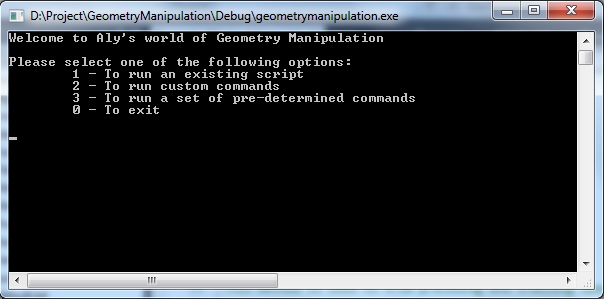 D:\Project\GeometryManipulation\Debug\geometrymanipulation.exe
Welcome to Aly's world of Geometry Manipulation
Please select one of the following options:
1 - To run an existing script
2 - To run custom commands
3 - To run a set of pre-determined commands
0 - To exit